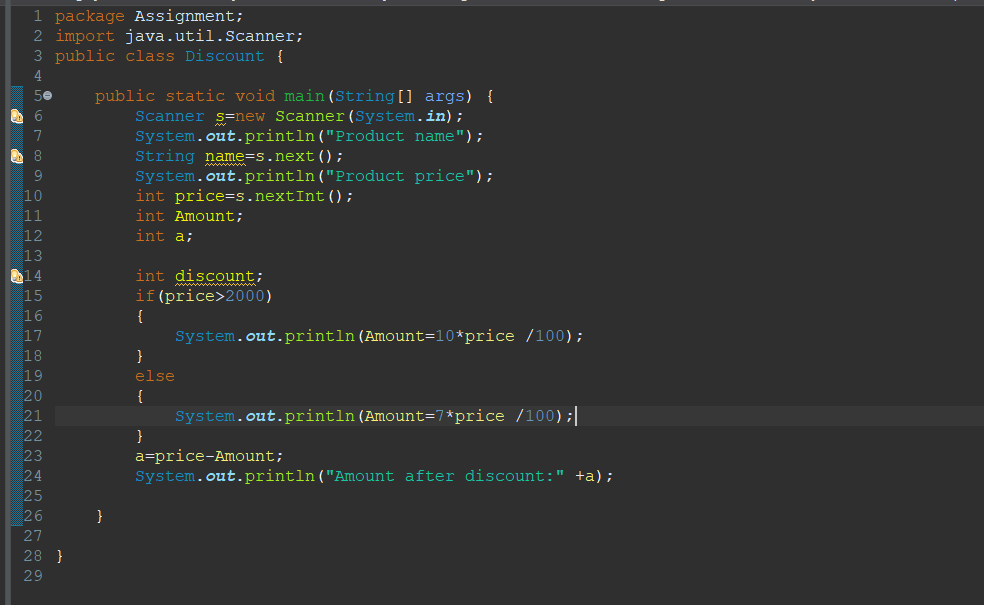 1 package Assignment;
2 import java.util.Scanner;
3 public class Discount {
4
5 public static void main(String[] args) {
6 Scanner s=new Scanner(System.in);
7 System.out.println("Product name");
8 String name=s.next();
9 System.out.println("Product price");
10 int price=s.nextInt();
11 int Amount;
12 int a;
13
14 int discount;
15 if(price>2000)
16 {
17 System.out.println(Amount=10*price /100);
18 }
19 else
20 {
21 System.out.println(Amount=7*price /100);
22 }
23 a=price-Amount;
24 System.out.println("Amount after discount:" +a);
25
26 }
27
28 }
29